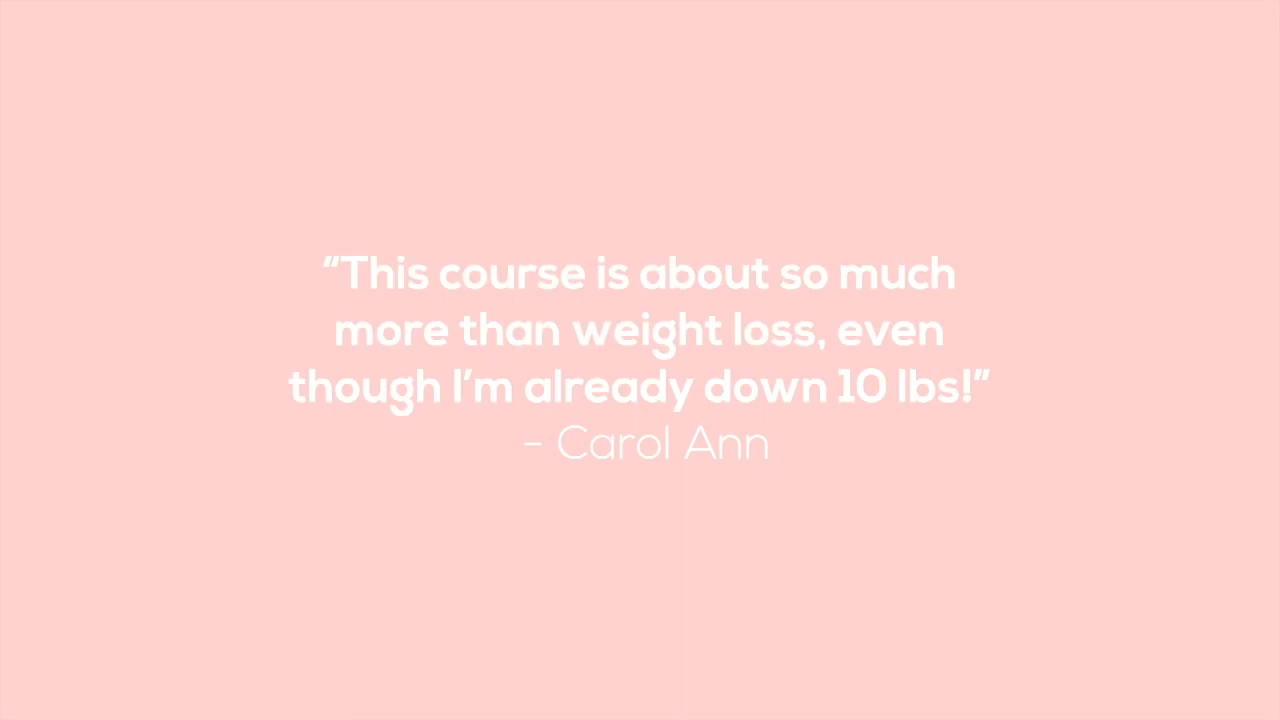 “This course is about so much
more than weight loss, even
though I’m already down 10 lbs!”
- Carol Ann